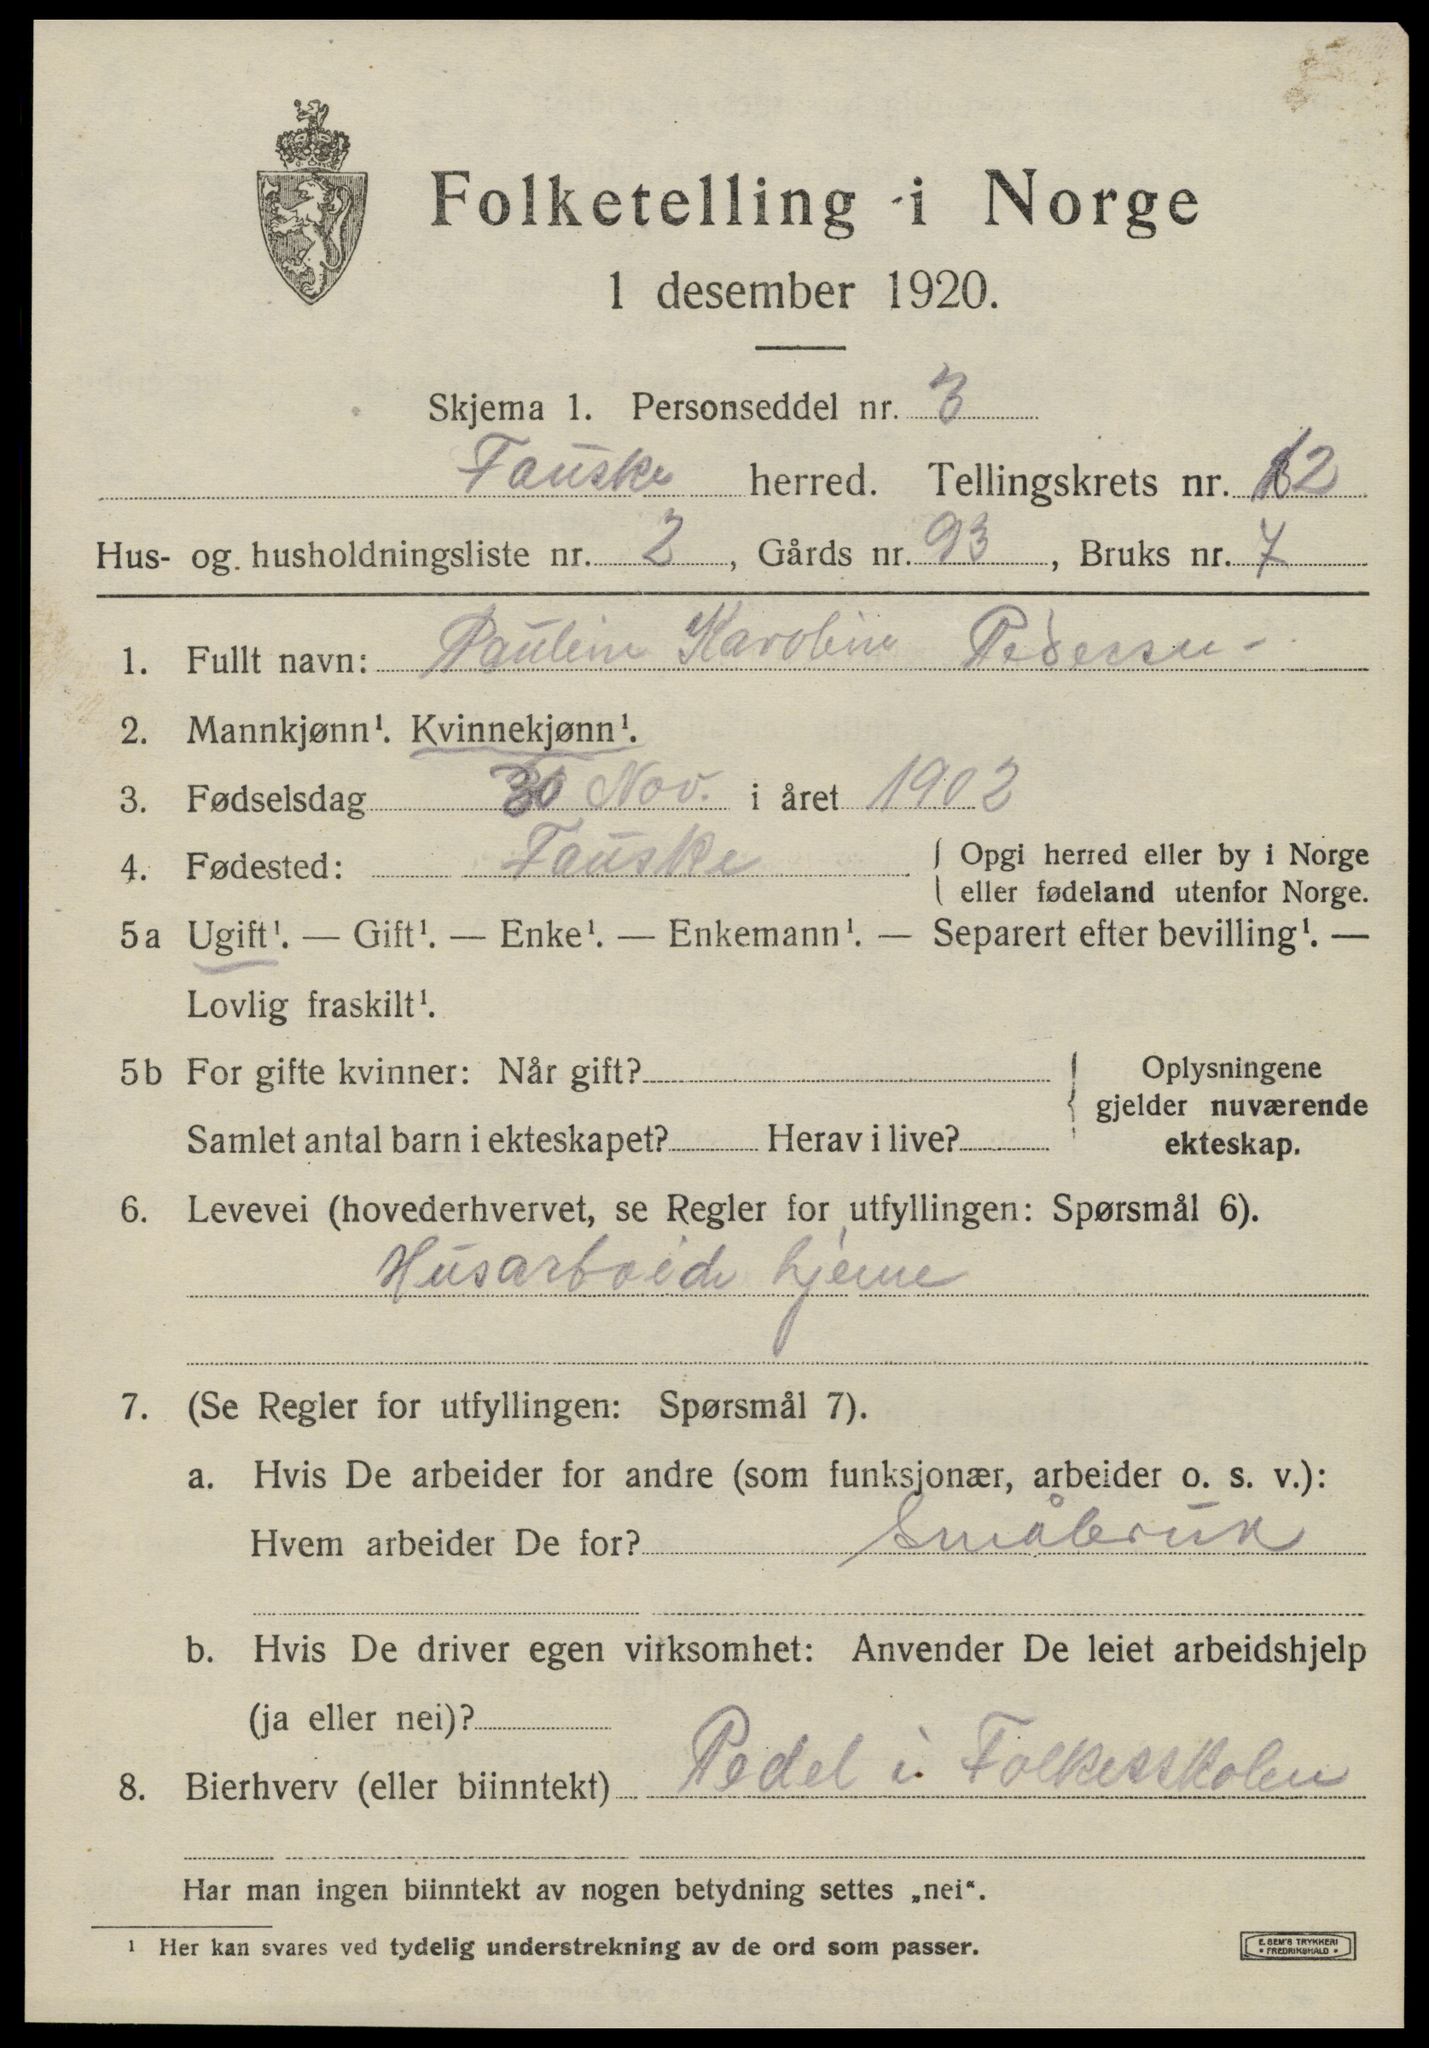 Folketelling i Norge
1 desember 1920.
Skjema 1. Personseddel nr. 3
Fauske herred. Tellingskrets nr. 12
Hus- og husholdningsliste nr. 2, Gårds nr. 93, Bruks nr. 7
1. Fullt navn: Pauline Karoline Pedersen
2. Mannkjønn¹. Kvinnekjønn¹.
3. Fødselsdag 30 Nov. i året 1902
4. Fødested: Fauske { Opgi herred eller by i Norge
eller fødeland utenfor Norge.
5a Ugift¹. — Gift¹. — Enke¹. — Enkemann¹. — Separert efter bevilling¹. —
Lovlig fraskilt¹.
5b For gifte kvinner: Når gift? { Oplysningene
gjelder nuværende
Samlet antal barn i ekteskapet? Herav i live? ekteskap.
6. Levevei (hovederhvervet, se Regler for utfyllingen: Spørsmål 6).
Husarbeide hjeme
7. (Se Regler for utfyllingen: Spørsmål 7).
a. Hvis De arbeider for andre (som funksjonær, arbeider o. s. v.):
Hvem arbeider De for? Småbruk
b. Hvis De driver egen virksomhet: Anvender De leiet arbeidshjelp
(ja eller nei)?
8. Bierhverv (eller biinntekt) Pedel i Folkesskolen
Har man ingen biinntekt av nogen betydning settes „nei“.
¹ Her kan svares ved tydelig understrekning av de ord som passer.
E. SEM'S TRYKKERI
• FREDRIKSHALD •